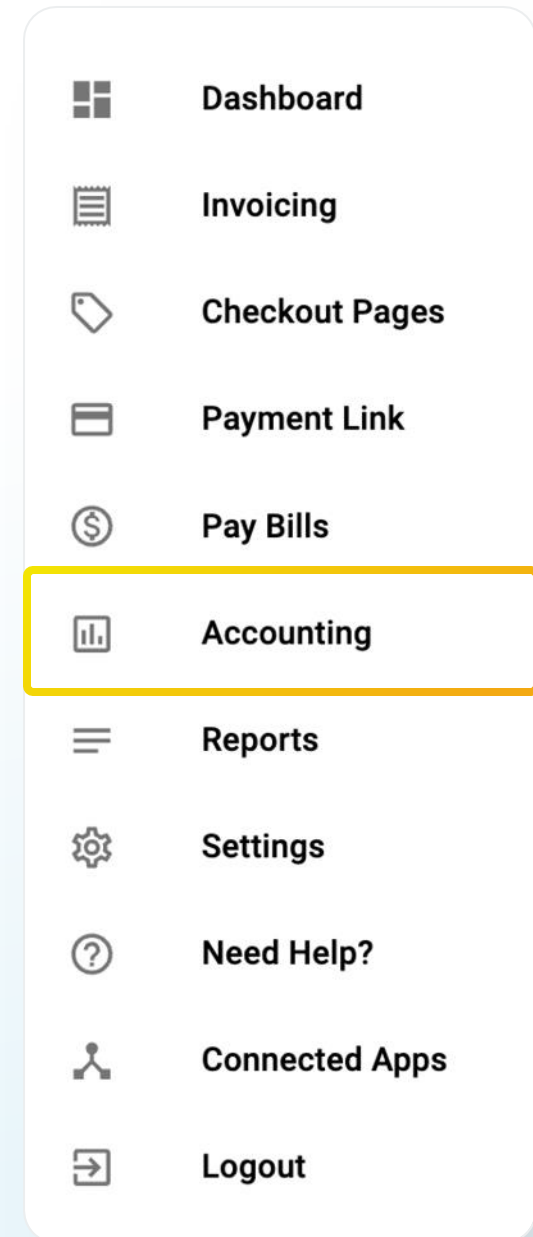 Dashboard
Invoicing
Checkout Pages
Payment Link
Pay Bills
Accounting
Reports
Settings
Need Help?
Connected Apps
Logout